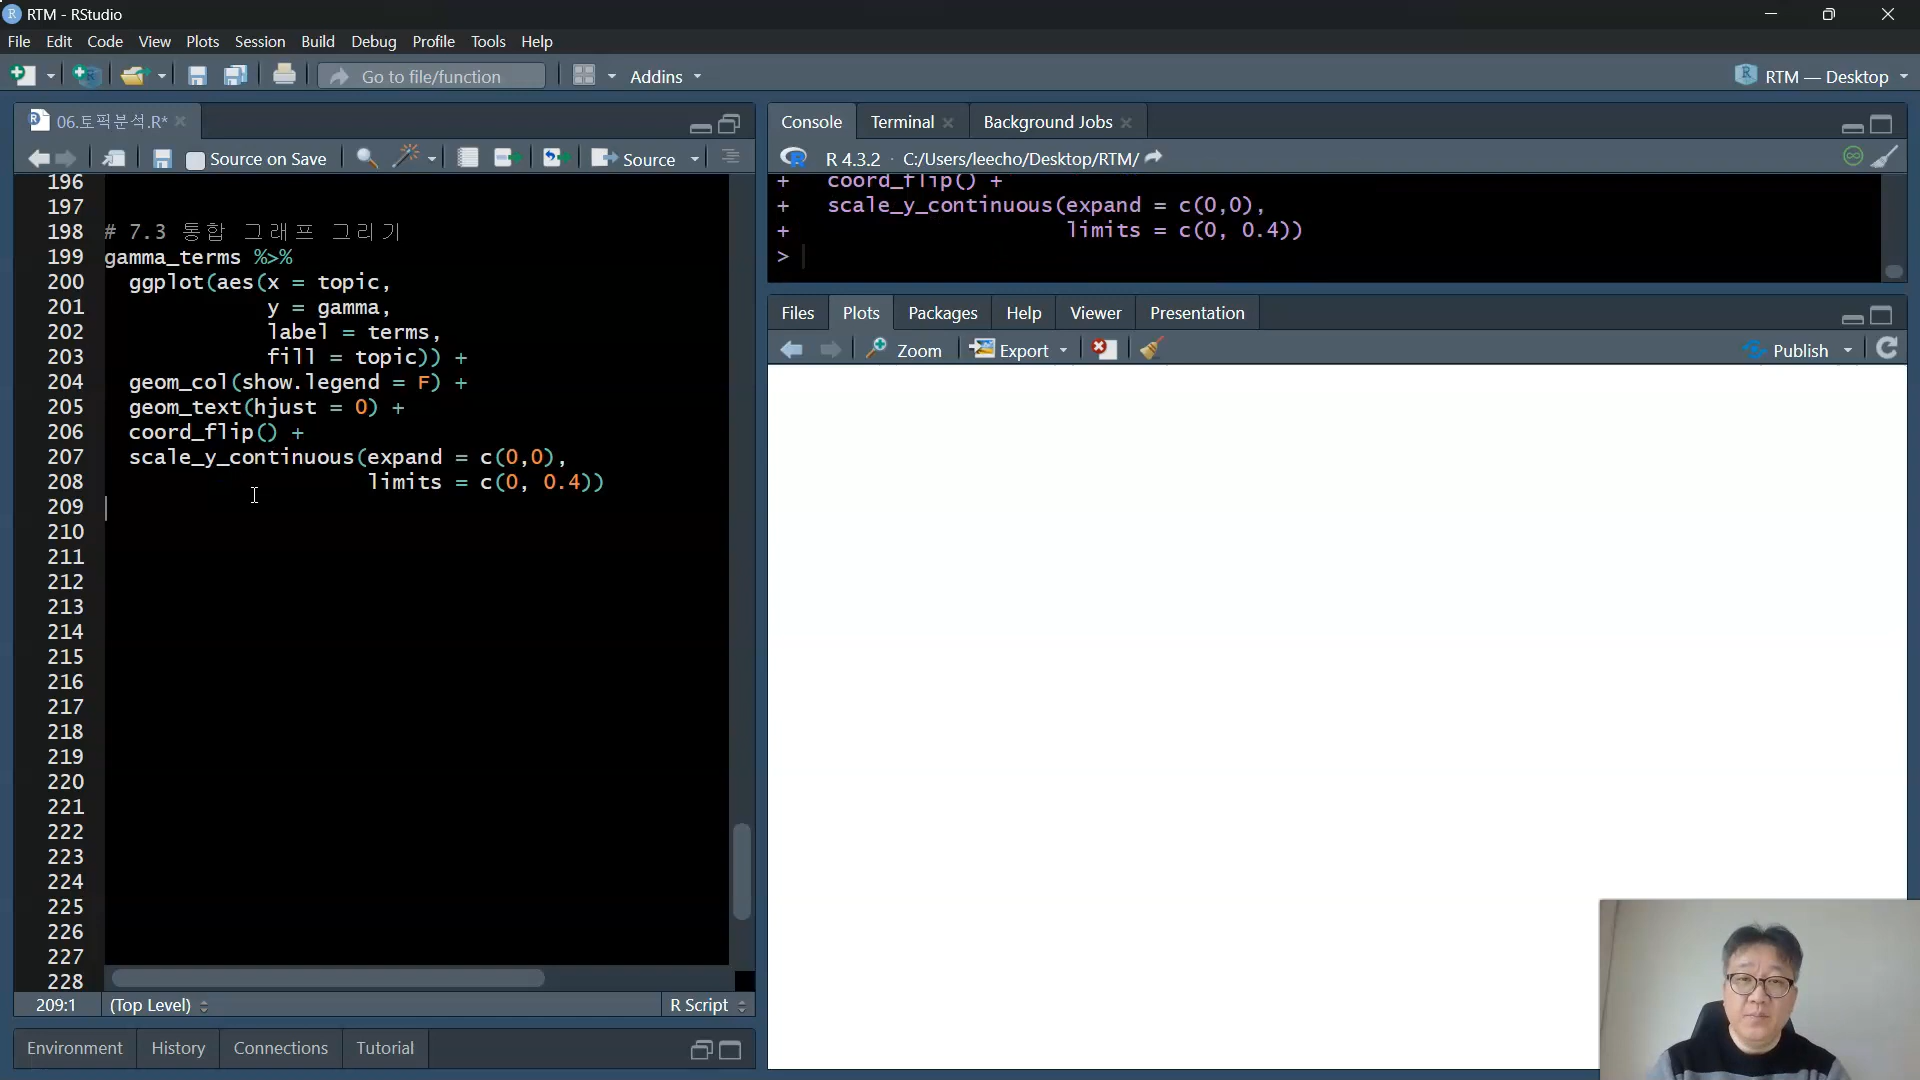 RTM - RStudio
File Edit Code View Plots Session Build Debug Profile Tools Help
Go to file/function
Addins
RTM — Desktop
06.토픽분석.R*
Source on Save
Source
196
197
198 # 7.3 통합 그래프 그리기
199 gamma_terms %>%
200 ggplot(aes(x = topic,
201 y = gamma,
202 label = terms,
203 fill = topic)) +
204 geom_col(show.legend = F) +
205 geom_text(hjust = 0) +
206 coord_flip() +
207 scale_y_continuous(expand = c(0,0),
208 limits = c(0, 0.4))
209
210
211
212
213
214
215
216
217
218
219
220
221
222
223
224
225
226
227
228
209:1 (Top Level) R Script
Environment History Connections Tutorial
Console Terminal Background Jobs
R 4.3.2 · C:/Users/leecho/Desktop/RTM/
+ coord_flip() +
+ scale_y_continuous(expand = c(0,0),
+ limits = c(0, 0.4))
>
Files Plots Packages Help Viewer Presentation
Zoom Export Publish